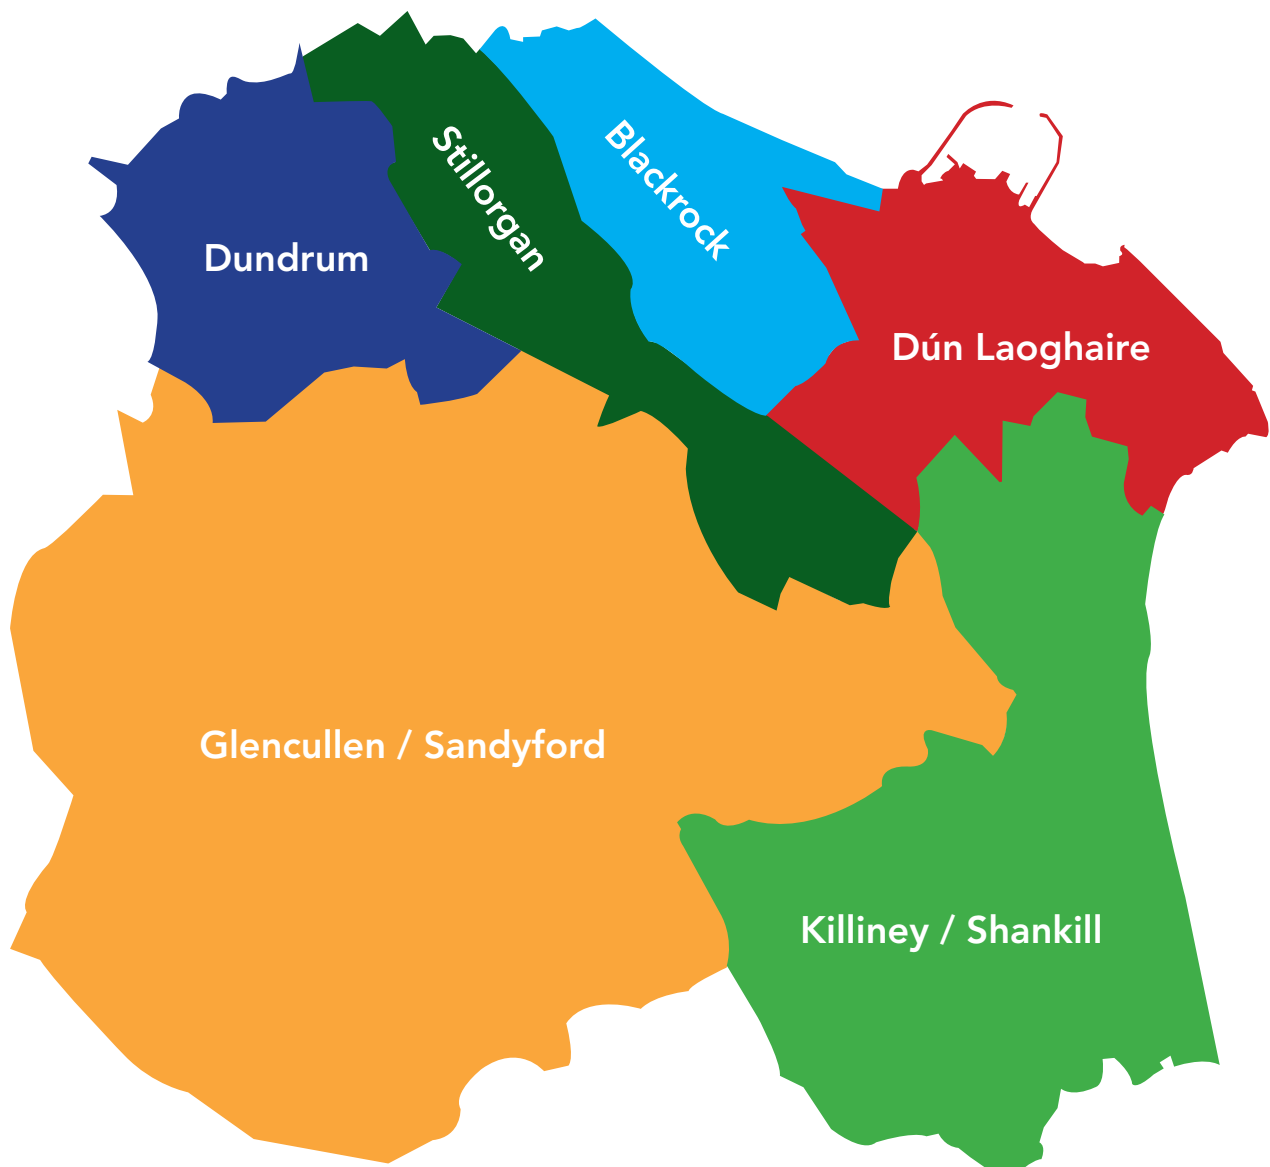 Stillorgan
Blackrock
Dundrum
Dún Laoghaire
Glencullen / Sandyford
Killiney / Shankill